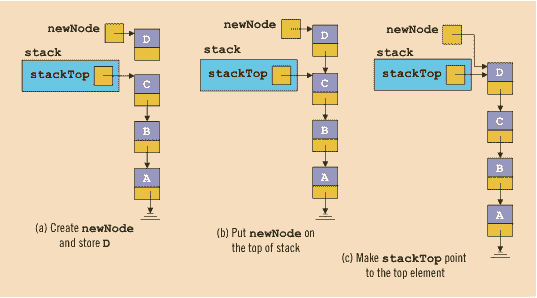 newNode
D
stack
stackTop
C
B
A
(a) Create newNode
and store D
newNode
D
stack
stackTop
C
B
A
(b) Put newNode on
the top of stack
newNode
stack
stackTop
D
C
B
A
(c) Make stackTop point
to the top element